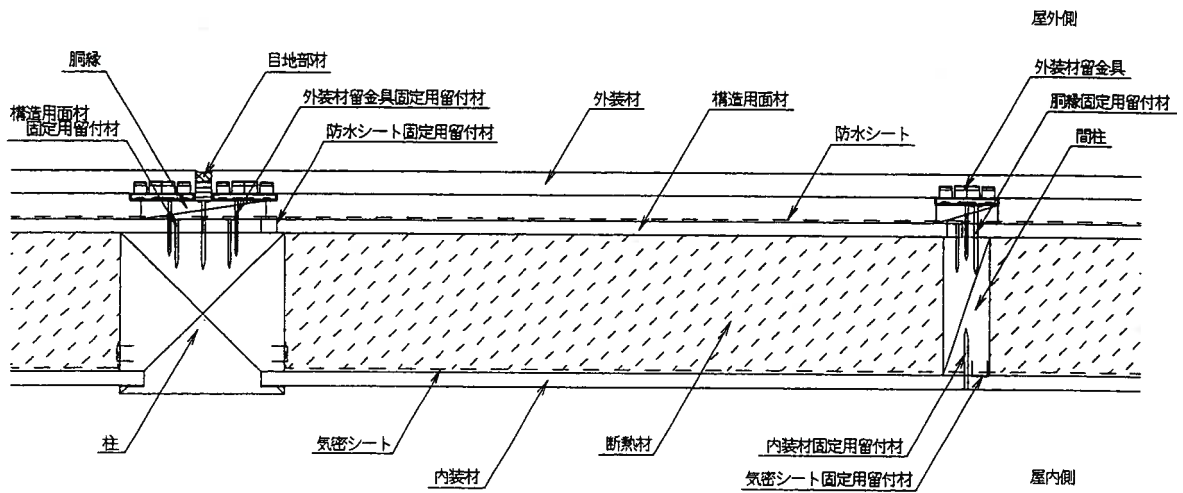 屋外側
胴縁
目地部材
外装材留金具
構造用面材
固定用留付材
外装材留金具固定用留付材
外装材
構造用面材
胴縁固定用留付材
防水シート固定用留付材
防水シート
間柱
柱
気密シート
断熱材
内装材固定用留付材
内装材
気密シート固定用留付材
屋内側